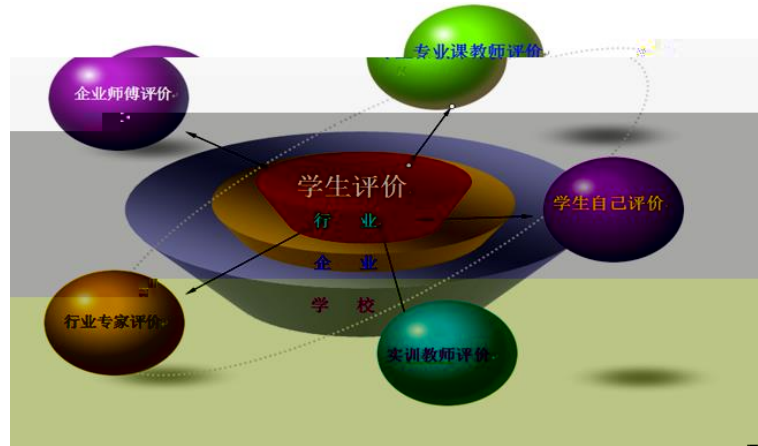 专业课教师评价
企业师傅评价
学生评价
学生自己评价
行 业
企 业
学 校
行业专家评价
实训教师评价